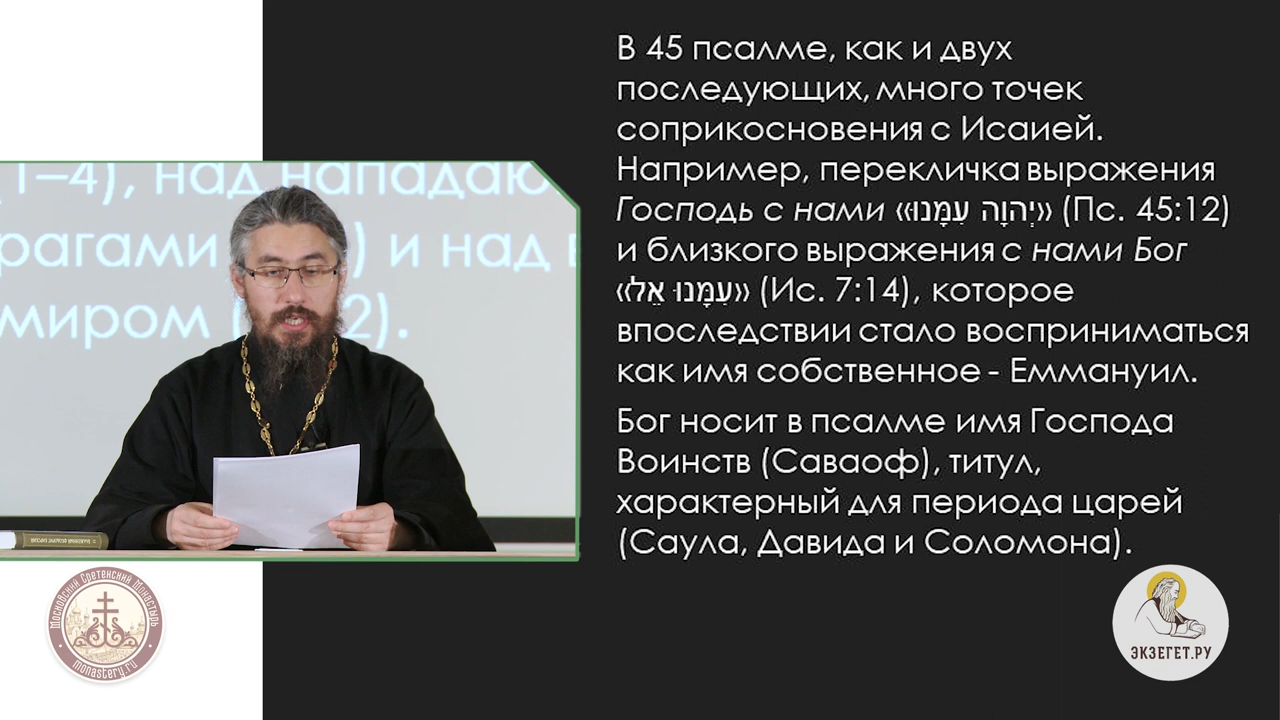 (1–4), над нападаю
рагами
) и над в
миром (
2).
В 45 псалме, как и двух
последующих, много точек
соприкосновения с Исаией.
Например, перекличка выражения
Господь с нами «יְהוָה עִמָּנוּ» (Пс. 45:12)
и близкого выражения с нами Бог
«עִמָּנוּ אֵל» (Ис. 7:14), которое
впоследствии стало восприниматься
как имя собственное - Еммануил.
Бог носит в псалме имя Господа
Воинств (Саваоф), титул,
характерный для периода царей
(Саула, Давида и Соломона).
Московский Сретенский Монастырь
monastery.ru
ЭКЗЕГЕТ.РУ